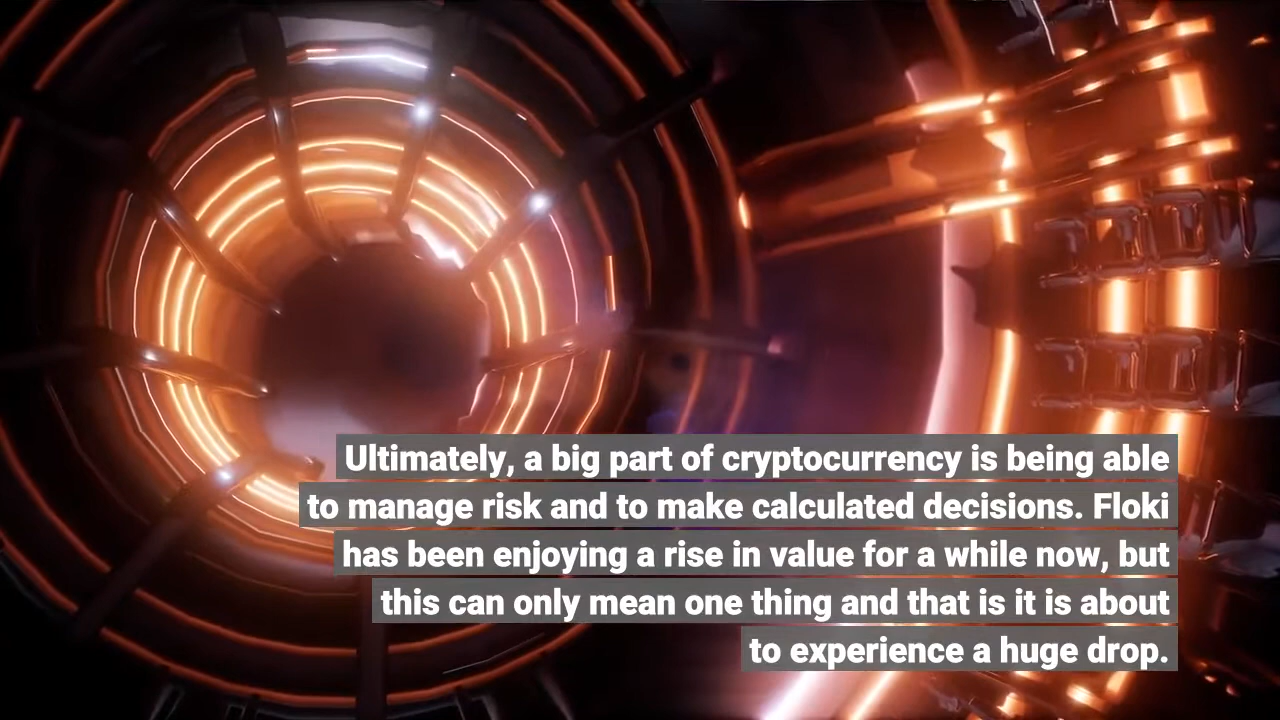 Ultimately, a big part of cryptocurrency is being able
to manage risk and to make calculated decisions. Floki
has been enjoying a rise in value for a while now, but
this can only mean one thing and that is it is about
to experience a huge drop.